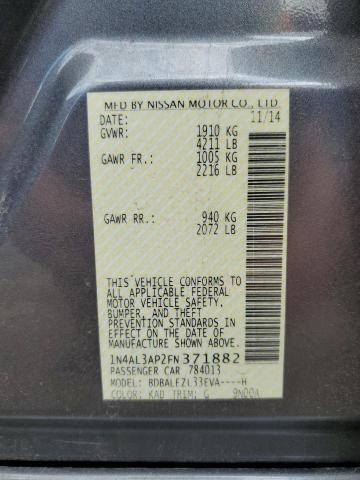 MFD BY NISSAN MOTOR CO., LTD.
DATE: 11/14
GVWR: 1910 KG
4211 LB
GAWR FR: 1005 KG
2216 LB
GAWR RR: 940 KG
2072 LB
THIS VEHICLE CONFORMS TO
ALL APPLICABLE FEDERAL
MOTOR VEHICLE SAFETY,
BUMPER, AND THEFT
PREVENTION STANDARDS IN
EFFECT ON THE DATE OF
MANUFACTURE SHOWN ABOVE.
1N4AL3AP2FN371882
PASSENGER CAR 784013
MODEL: BDBALFZL33EVA----H
COLOR: KAD TRIM: G